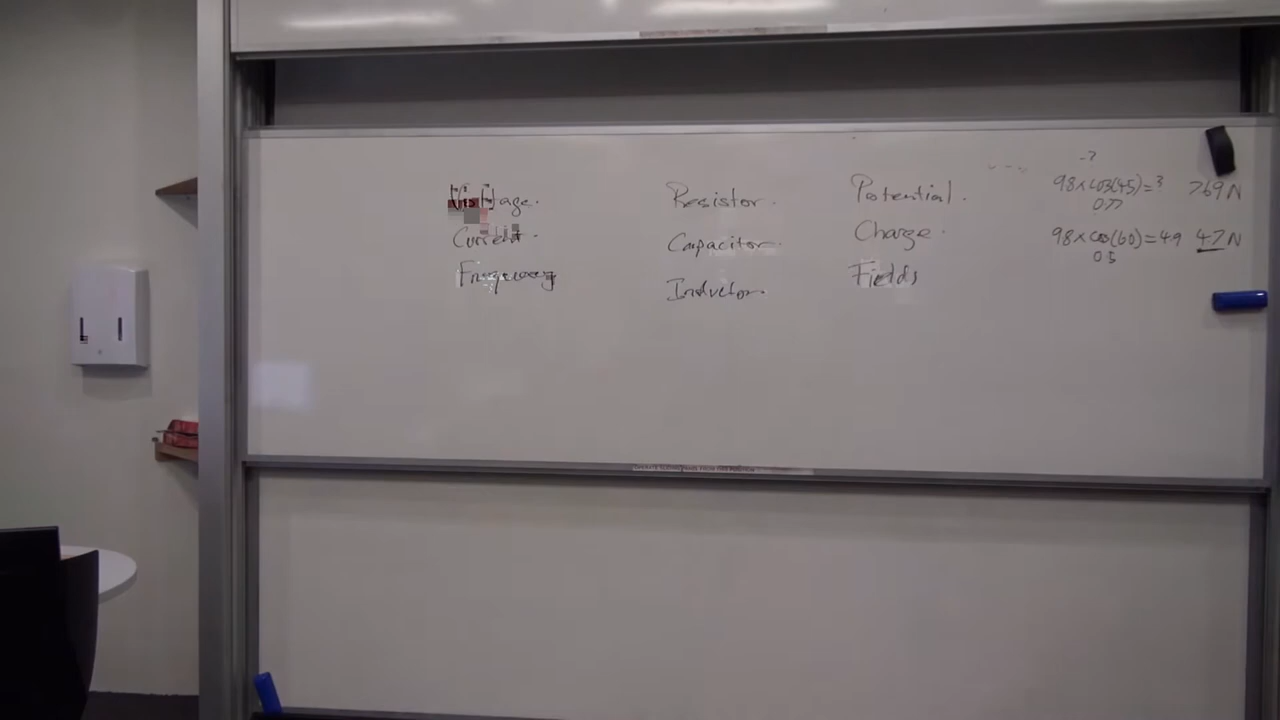 Voltage. Resistor. Potential.
Current. Capacitor. Charge.
Frequency Inductor. Fields
98×cos(45)=? 769N
0.77
98×cos(60)=49 47N
0.5